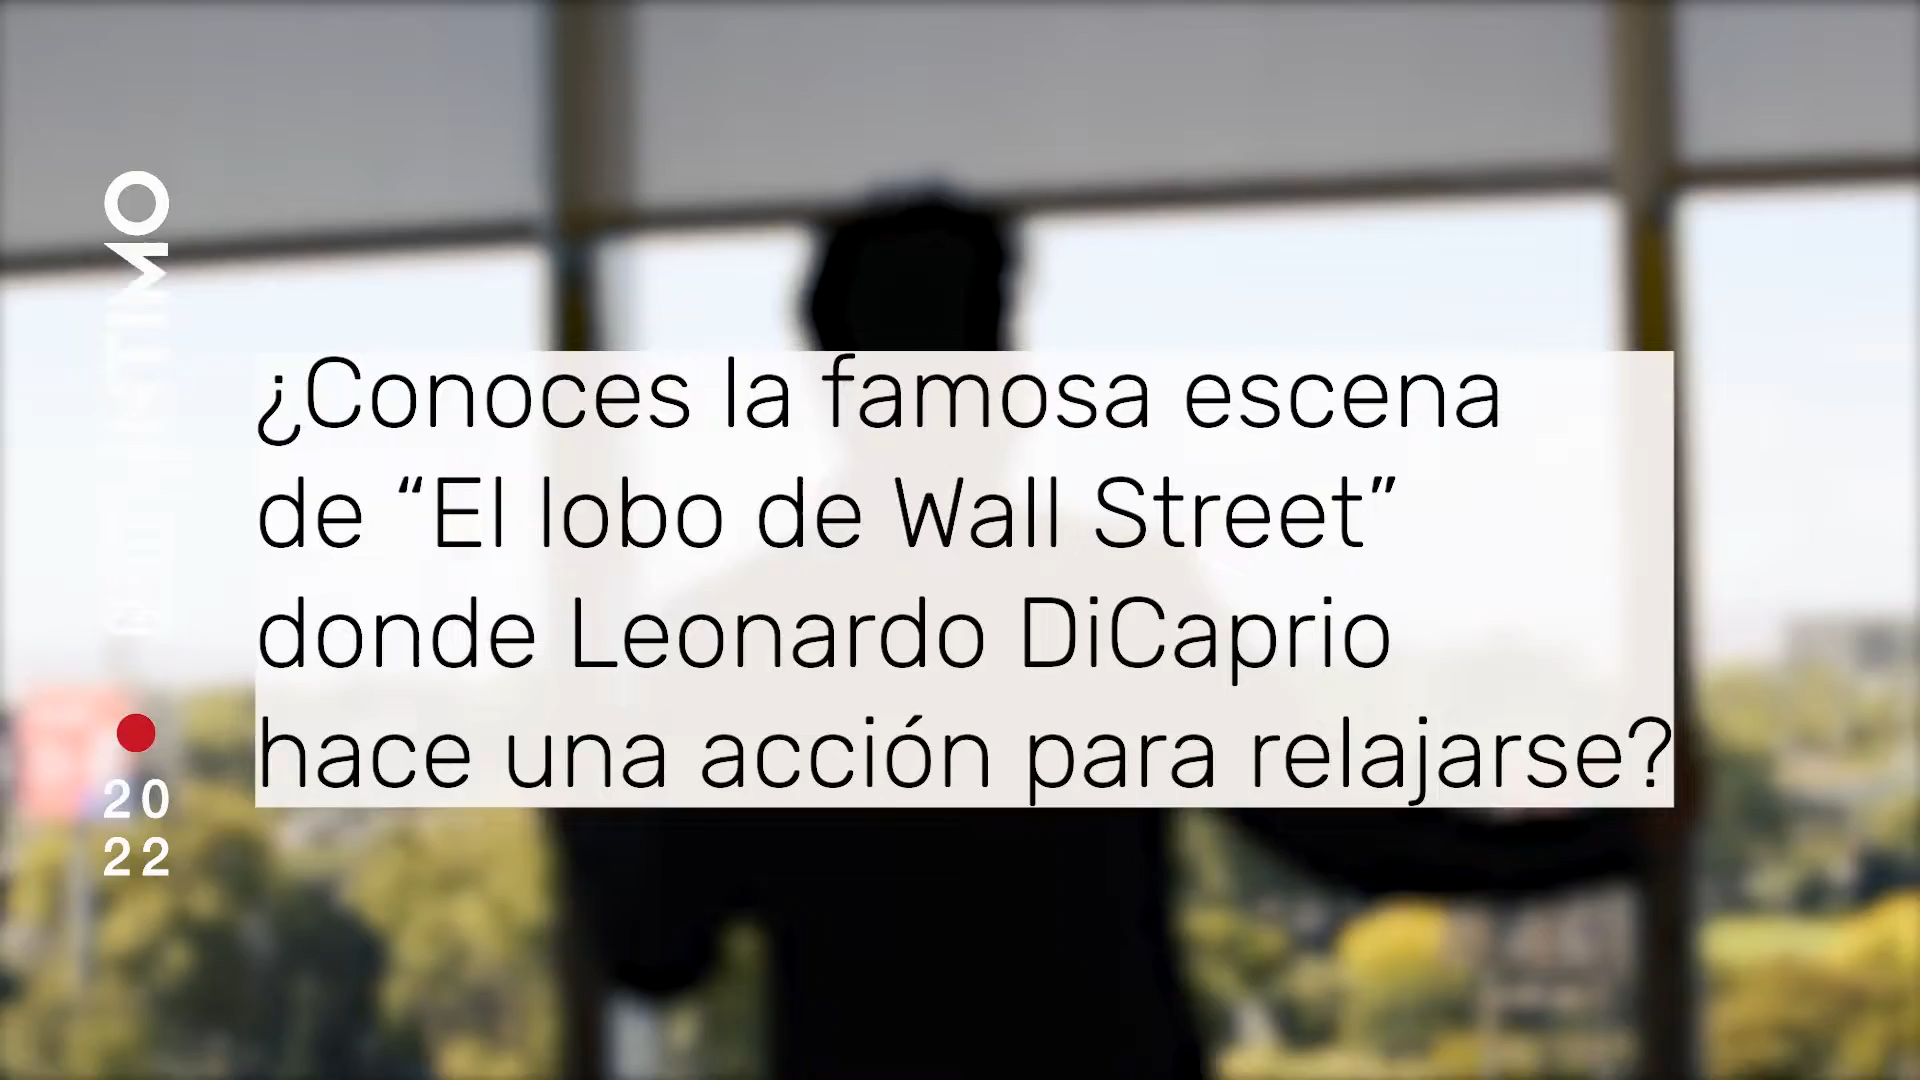 ¿Conoces la famosa escena
de “El lobo de Wall Street”
donde Leonardo DiCaprio
hace una acción para relajarse?
INTIMO
20
22